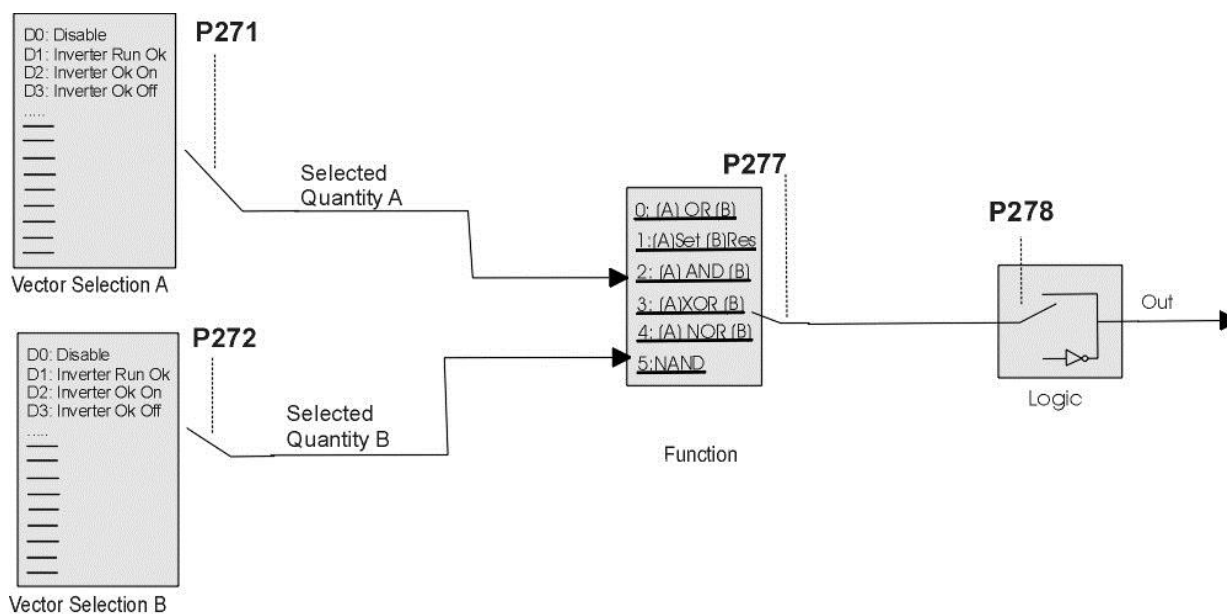 D0: Disable
D1: Inverter Run Ok
D2: Inverter Ok On
D3: Inverter Ok Off
.....
Vector Selection A
P271
Selected
Quantity A
D0: Disable
D1: Inverter Run Ok
D2: Inverter Ok On
D3: Inverter Ok Off
.....
Vector Selection B
P272
Selected
Quantity B
0: (A) OR (B)
1:(A)Set (B)Res
2: (A) AND (B)
3: (A)XOR (B)
4: (A) NOR (B)
5:NAND
Function
P277
P278
Logic
Out